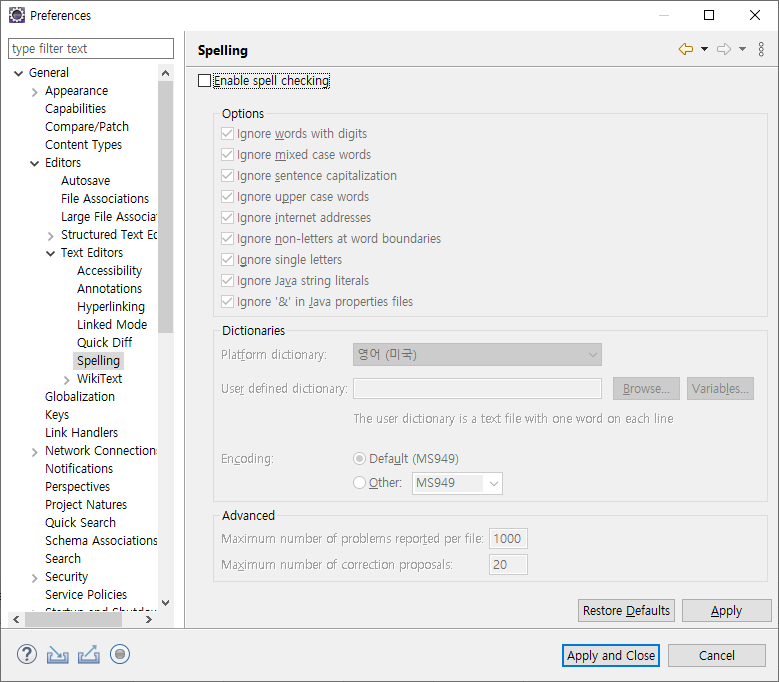 Preferences
type filter text
General
Appearance
Capabilities
Compare/Patch
Content Types
Editors
Autosave
File Associations
Large File Associa
Structured Text Ec
Text Editors
Accessibility
Annotations
Hyperlinking
Linked Mode
Quick Diff
Spelling
WikiText
Globalization
Keys
Link Handlers
Network Connection
Notifications
Perspectives
Project Natures
Quick Search
Schema Associations
Search
Security
Service Policies
Startup and Shutdow
Spelling
Enable spell checking
Options
Ignore words with digits
Ignore mixed case words
Ignore sentence capitalization
Ignore upper case words
Ignore internet addresses
Ignore non-letters at word boundaries
Ignore single letters
Ignore Java string literals
Ignore '&' in Java properties files
Dictionaries
Platform dictionary: 영어 (미국)
User defined dictionary: Browse... Variables...
The user dictionary is a text file with one word on each line
Encoding: Default (MS949)
Other: MS949
Advanced
Maximum number of problems reported per file: 1000
Maximum number of correction proposals: 20
Restore Defaults Apply
Apply and Close Cancel